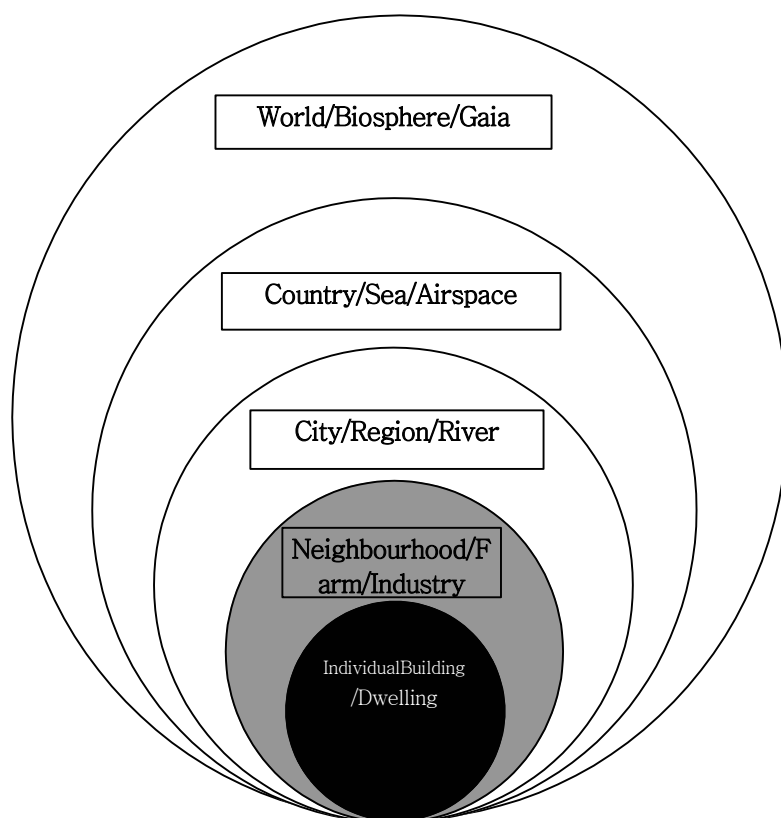 World/Biosphere/Gaia
Country/Sea/Airspace
City/Region/River
Neighbourhood/F
arm/Industry
IndividualBuilding
/Dwelling